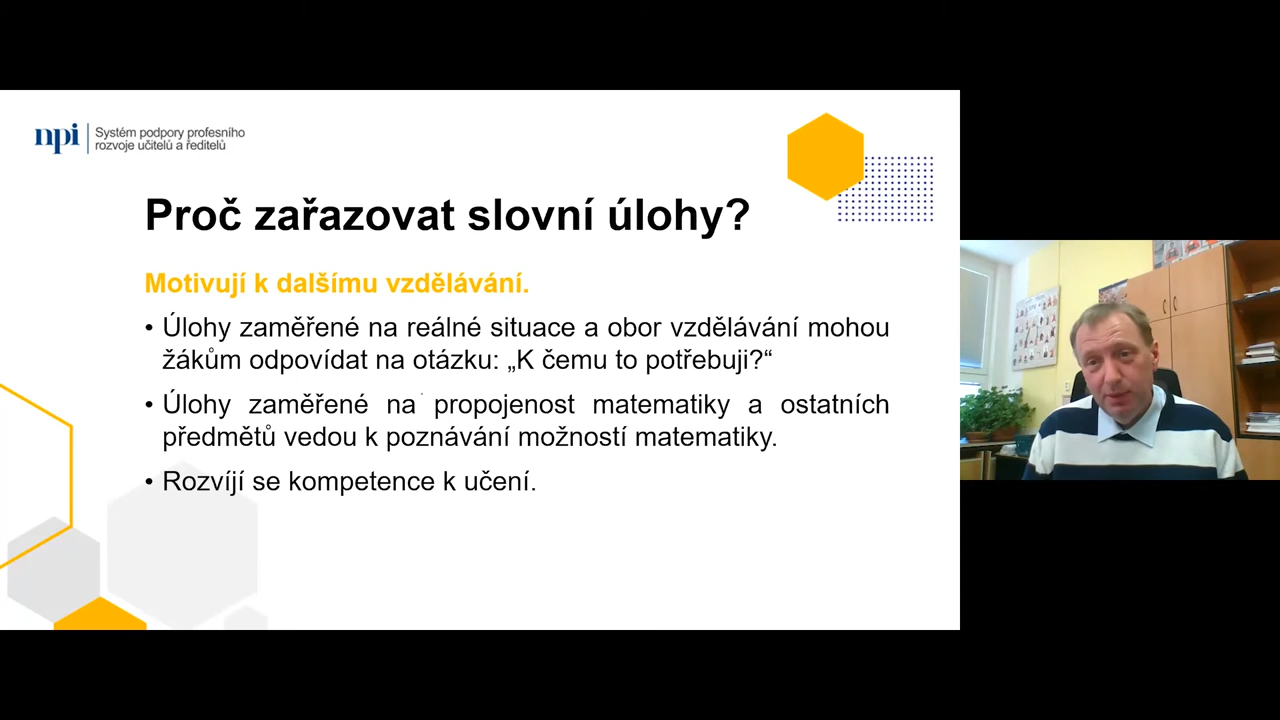 npi
Systém podpory profesního
rozvoje učitelů a ředitelů
Proč zařazovat slovní úlohy?
Motivují k dalšímu vzdělávání.
• Úlohy zaměřené na reálné situace a obor vzdělávání mohou
žákům odpovídat na otázku: „K čemu to potřebuji?“
• Úlohy zaměřené na propojenost matematiky a ostatních
předmětů vedou k poznávání možností matematiky.
• Rozvíjí se kompetence k učení.